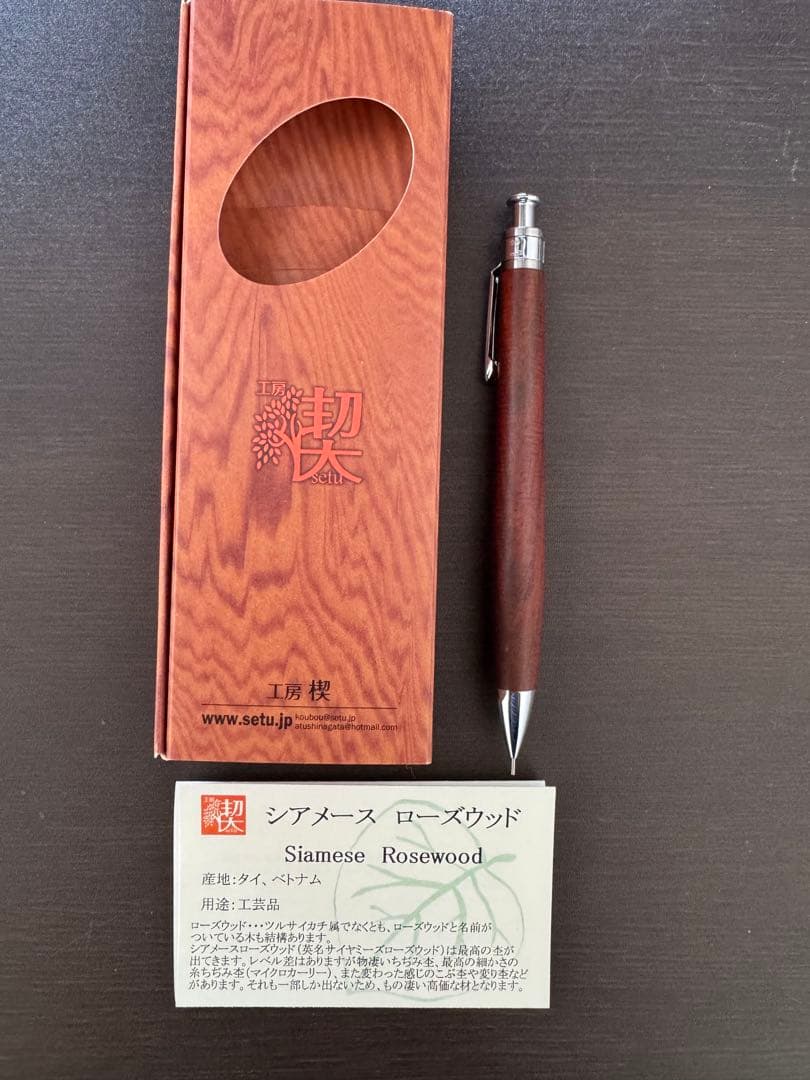 工房
楔
setu
工房 楔
www.setu.jp
koubou@setu.jp
atushinagata@hotmail.com
工房
楔
setu
シアメース ローズウッド
Siamese Rosewood
産地:タイ、ベトナム
用途:工芸品
ローズウッド・・・ツルサイカチ属でなくとも、ローズウッドと名前が
ついている木も結構あります。
シアメースローズウッド(英名サイヤミーズローズウッド)は最高の杢が
出てきます。レベル差はありますが物凄いちぢみ杢、最高の細かさの
糸ちぢみ杢(マイクロカーリー)、また変わった感じのこぶ杢や変り杢など
があります。それも一部しか出ないため、もの凄い高価な材となります。